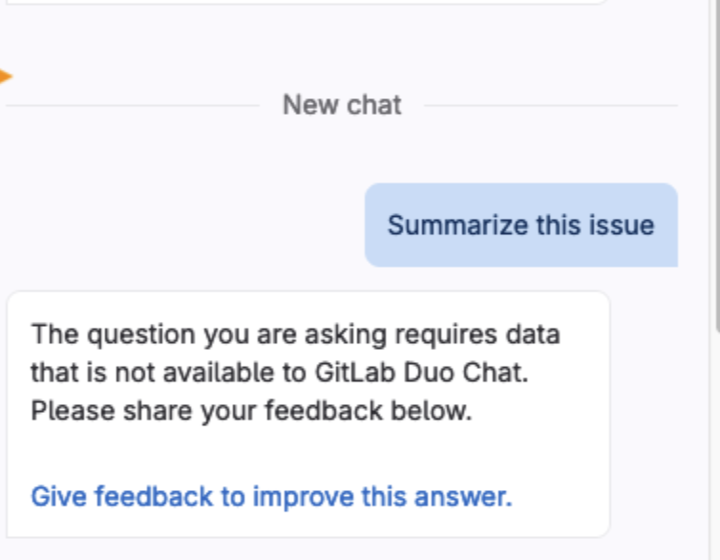 New chat
Summarize this issue
The question you are asking requires data
that is not available to GitLab Duo Chat.
Please share your feedback below.
Give feedback to improve this answer.